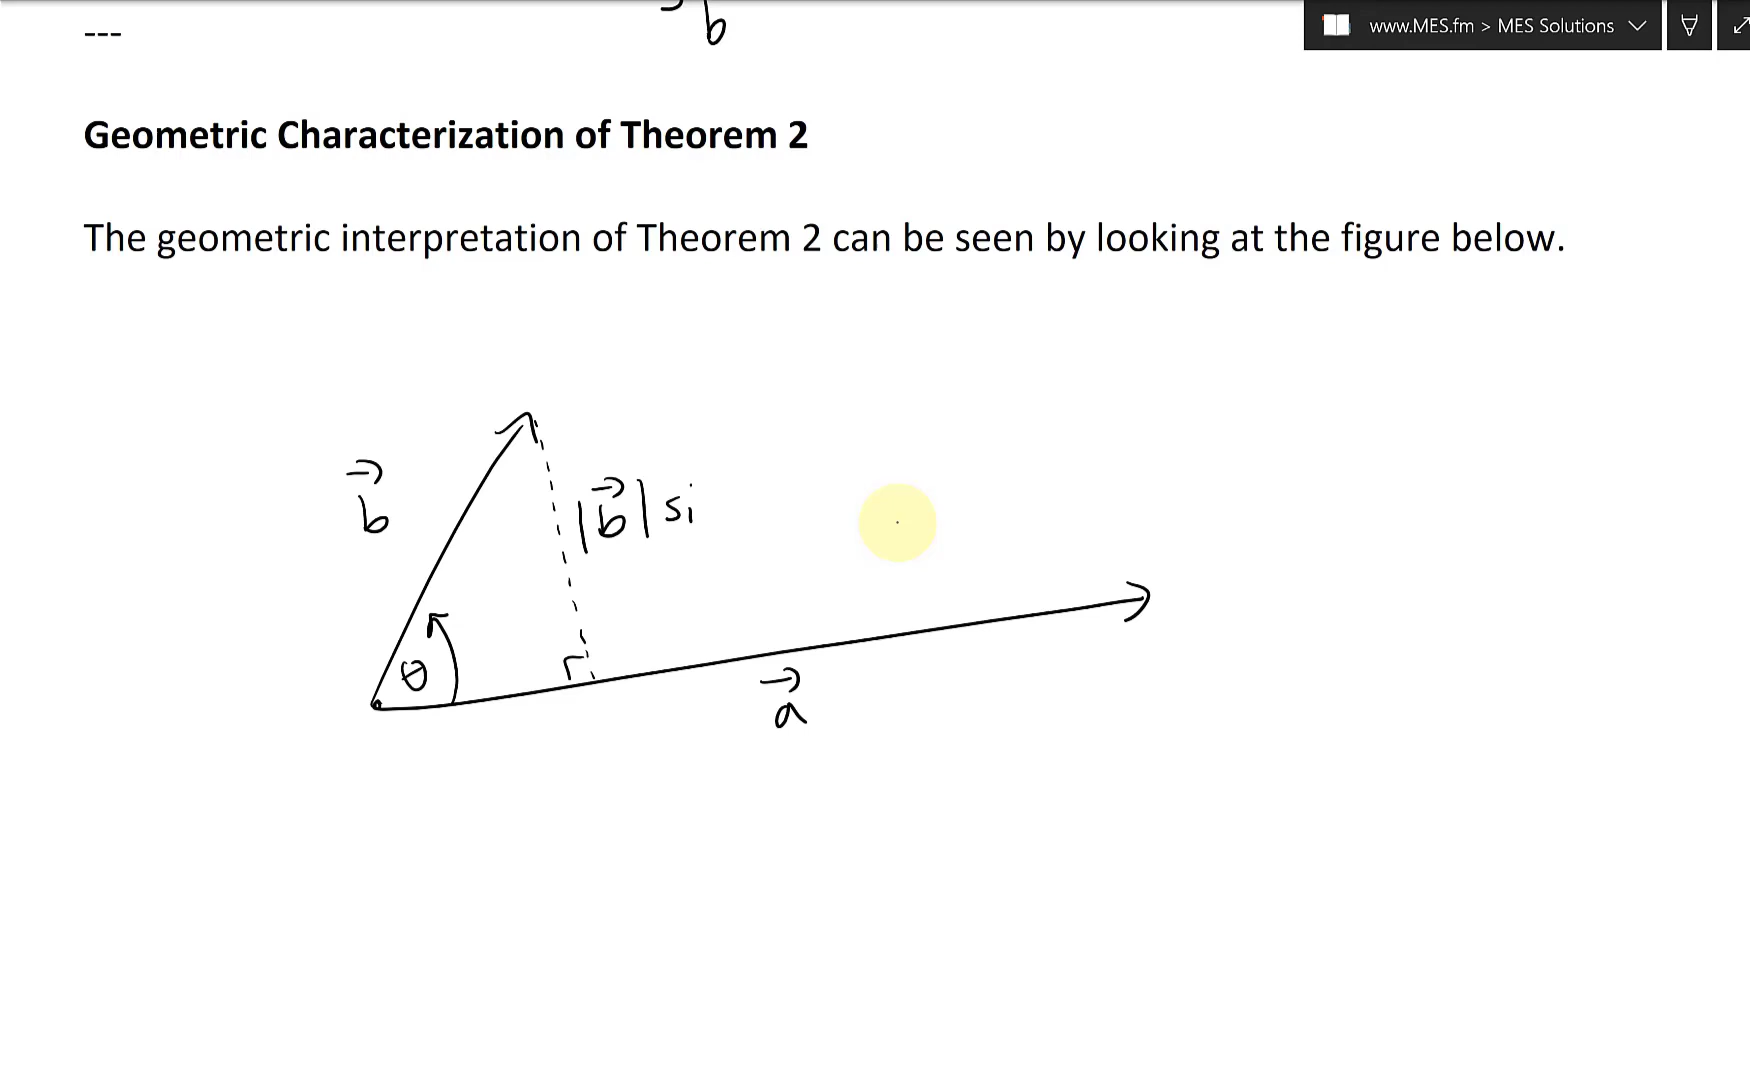 b
---
www.MES.fm > MES Solutions
Geometric Characterization of Theorem 2
The geometric interpretation of Theorem 2 can be seen by looking at the figure below.
b⃗
|b⃗| si
θ
a⃗